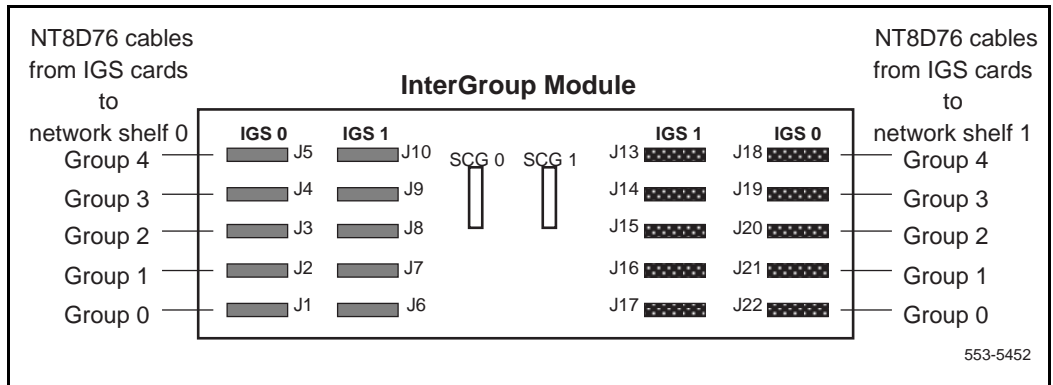 NT8D76 cables
from IGS cards
to
network shelf 0
NT8D76 cables
from IGS cards
to
network shelf 1
InterGroup Module
IGS 0 IGS 1 IGS 1 IGS 0
Group 4 J5 J10 SCG 0 SCG 1 J13 J18 Group 4
Group 3 J4 J9 J14 J19 Group 3
Group 2 J3 J8 J15 J20 Group 2
Group 1 J2 J7 J16 J21 Group 1
Group 0 J1 J6 J17 J22 Group 0
553-5452